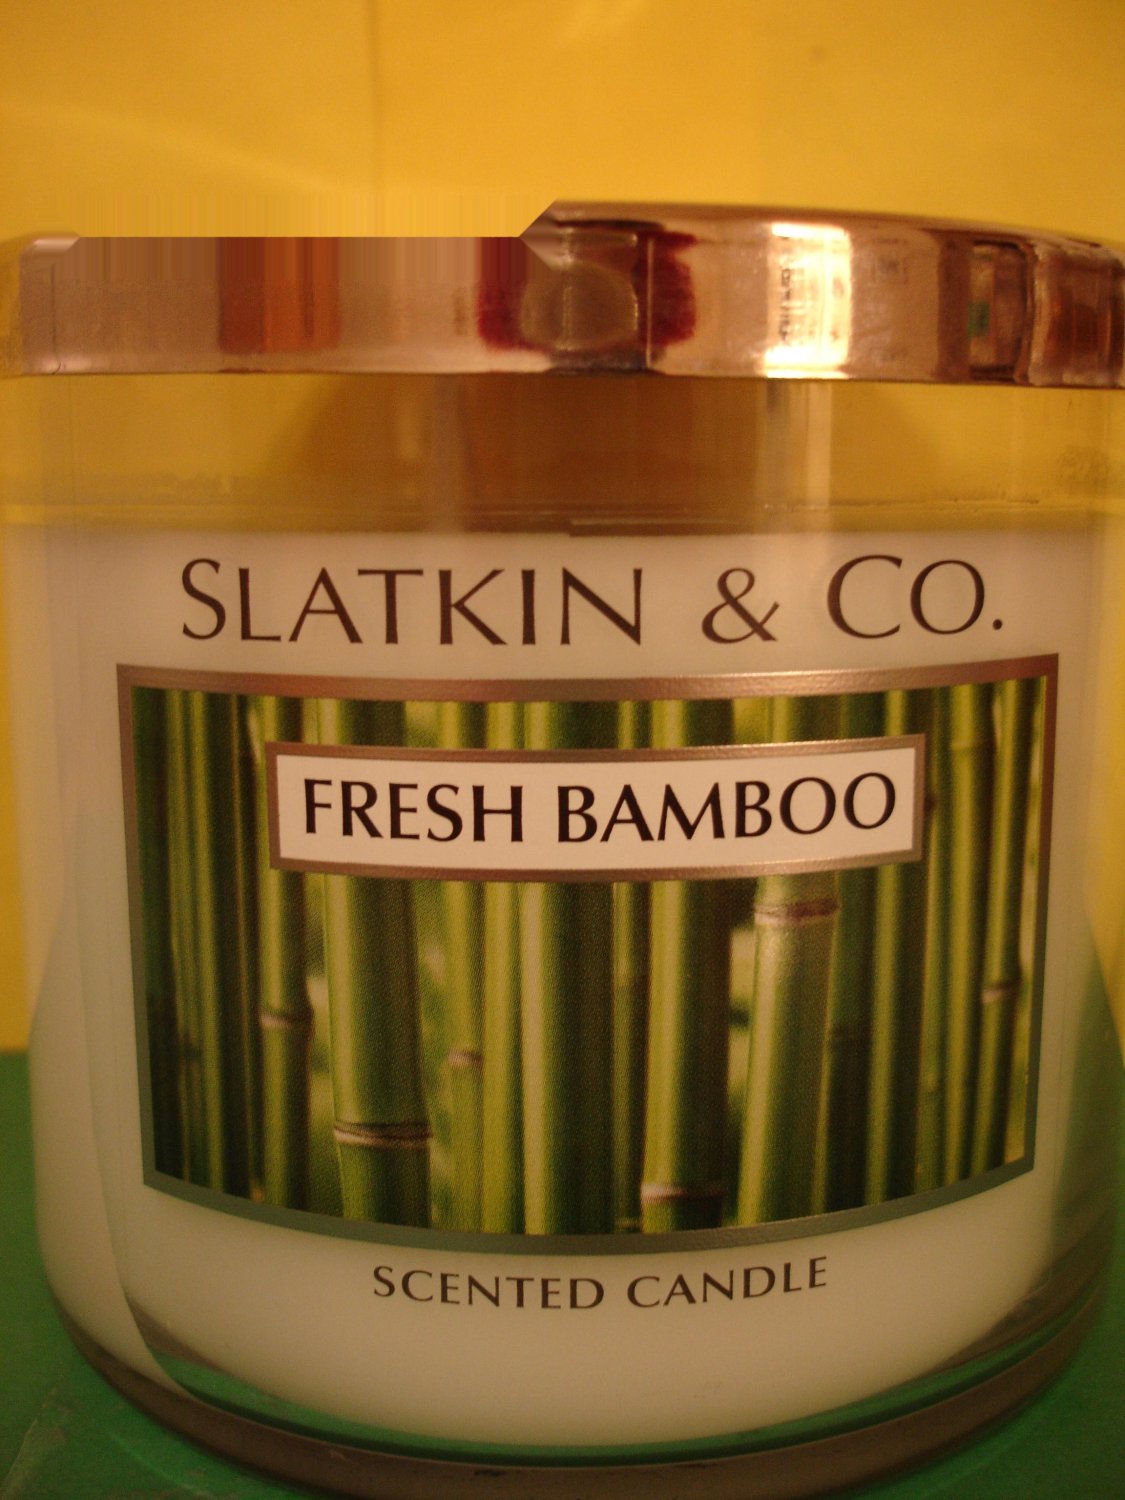 SLATKIN & CO.
FRESH BAMBOO
SCENTED CANDLE